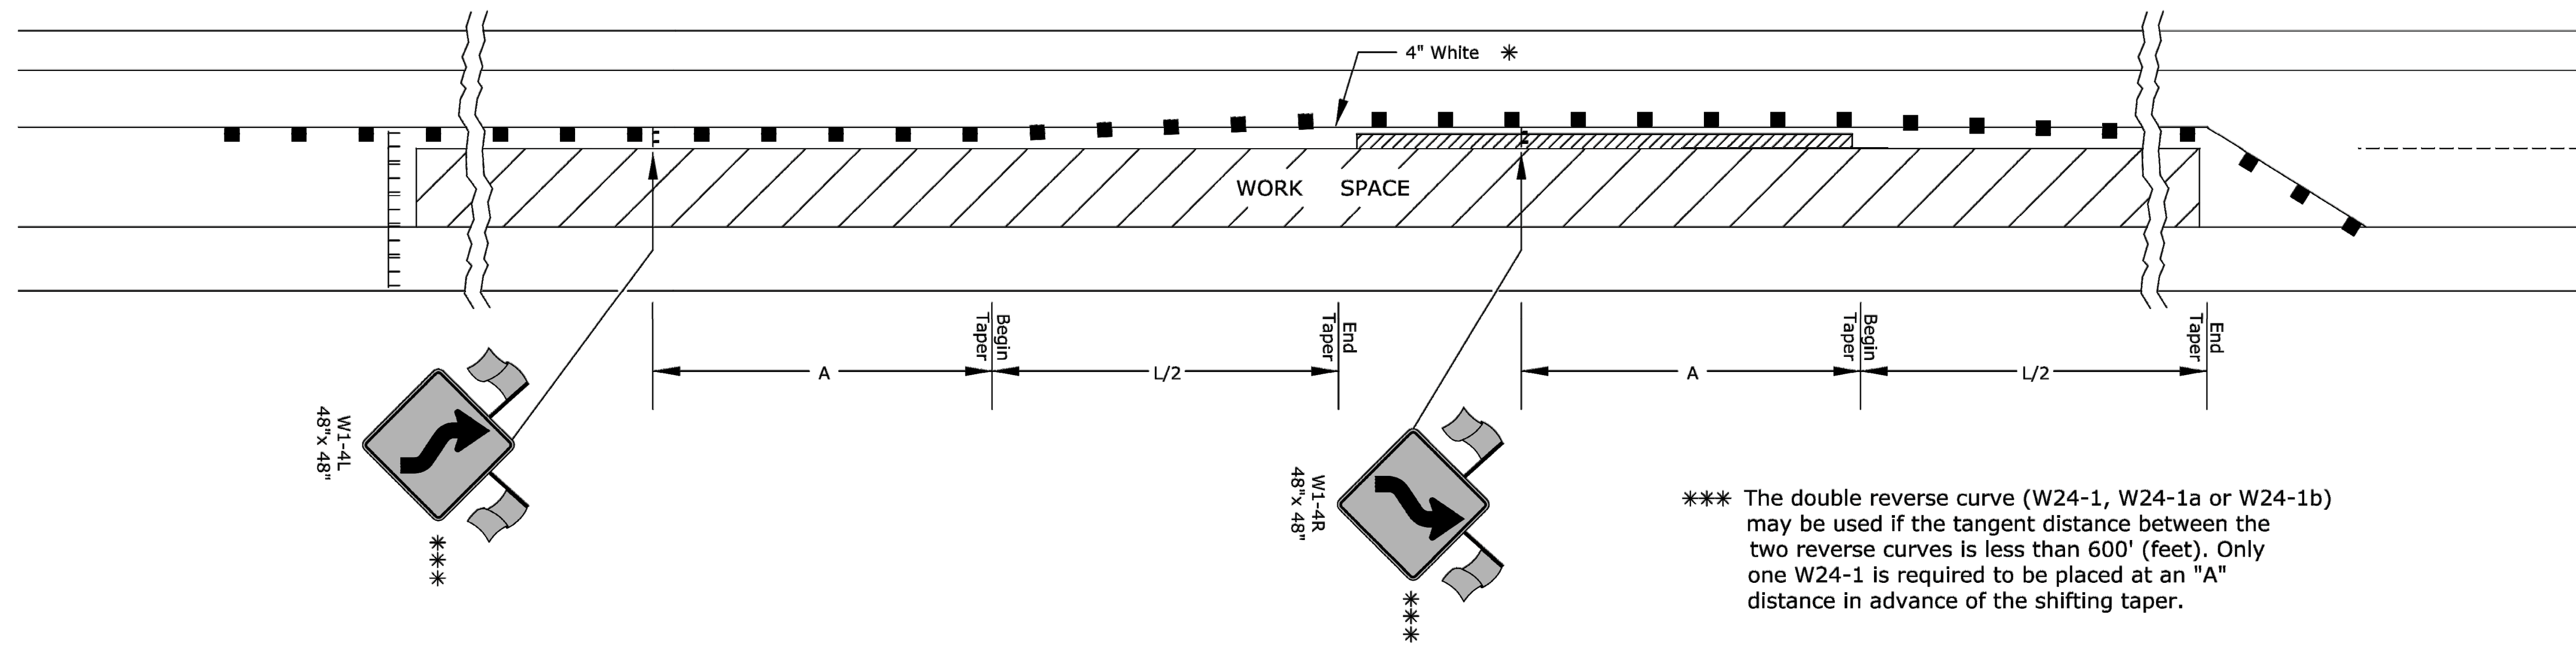 4" White *
WORK SPACE
Begin
Taper
End
Taper
Begin
Taper
End
Taper
A
L/2
A
L/2
W1-4L
48"x 48"
***
W1-4R
48"x 48"
***
*** The double reverse curve (W24-1, W24-1a or W24-1b)
may be used if the tangent distance between the
two reverse curves is less than 600' (feet). Only
one W24-1 is required to be placed at an "A"
distance in advance of the shifting taper.